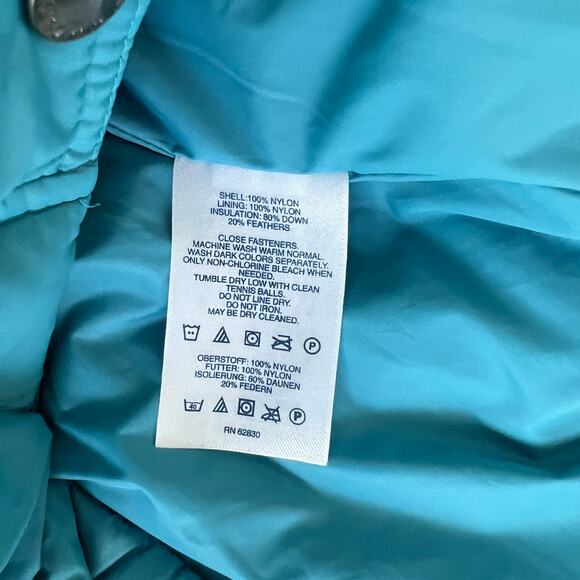 SHELL:100% NYLON
LINING: 100% NYLON
INSULATION: 80% DOWN
20% FEATHERS
CLOSE FASTENERS.
MACHINE WASH WARM NORMAL.
WASH DARK COLORS SEPARATELY.
ONLY NON-CHLORINE BLEACH WHEN
NEEDED.
TUMBLE DRY LOW WITH CLEAN
TENNIS BALLS.
DO NOT LINE DRY.
DO NOT IRON.
MAY BE DRY CLEANED.
P
OBERSTOFF: 100% NYLON
FUTTER: 100% NYLON
ISOLIERUNG: 80% DAUNEN
20% FEDERN
40 P
RN 62830